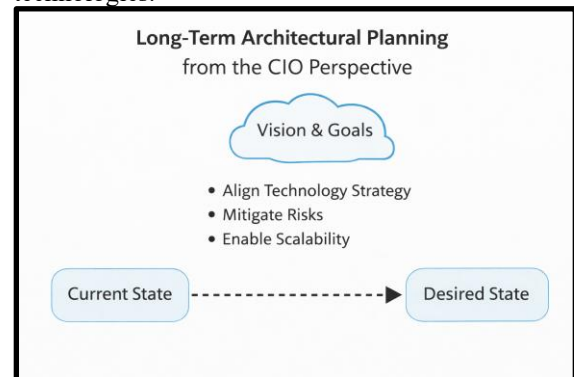 technologies.
Long-Term Architectural Planning
from the CIO Perspective
Vision & Goals
• Align Technology Strategy
• Mitigate Risks
• Enable Scalability
Current State
Desired State